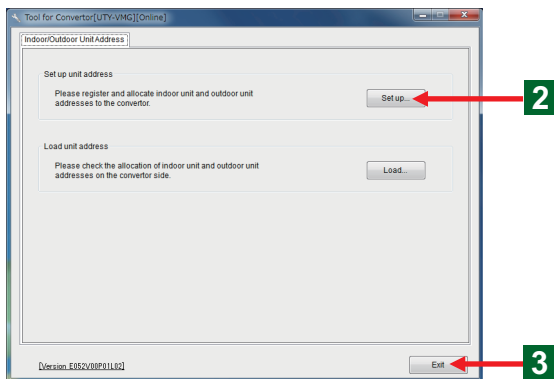 Tool for Convertor[UTY-VMG][Online]
Indoor/Outdoor Unit Address
Set up unit address
Please register and allocate indoor unit and outdoor unit
addresses to the convertor.
Set up...
2
Load unit address
Please check the allocation of indoor unit and outdoor unit
addresses on the convertor side.
Load...
[Version E052V00P01L02]
Exit
3